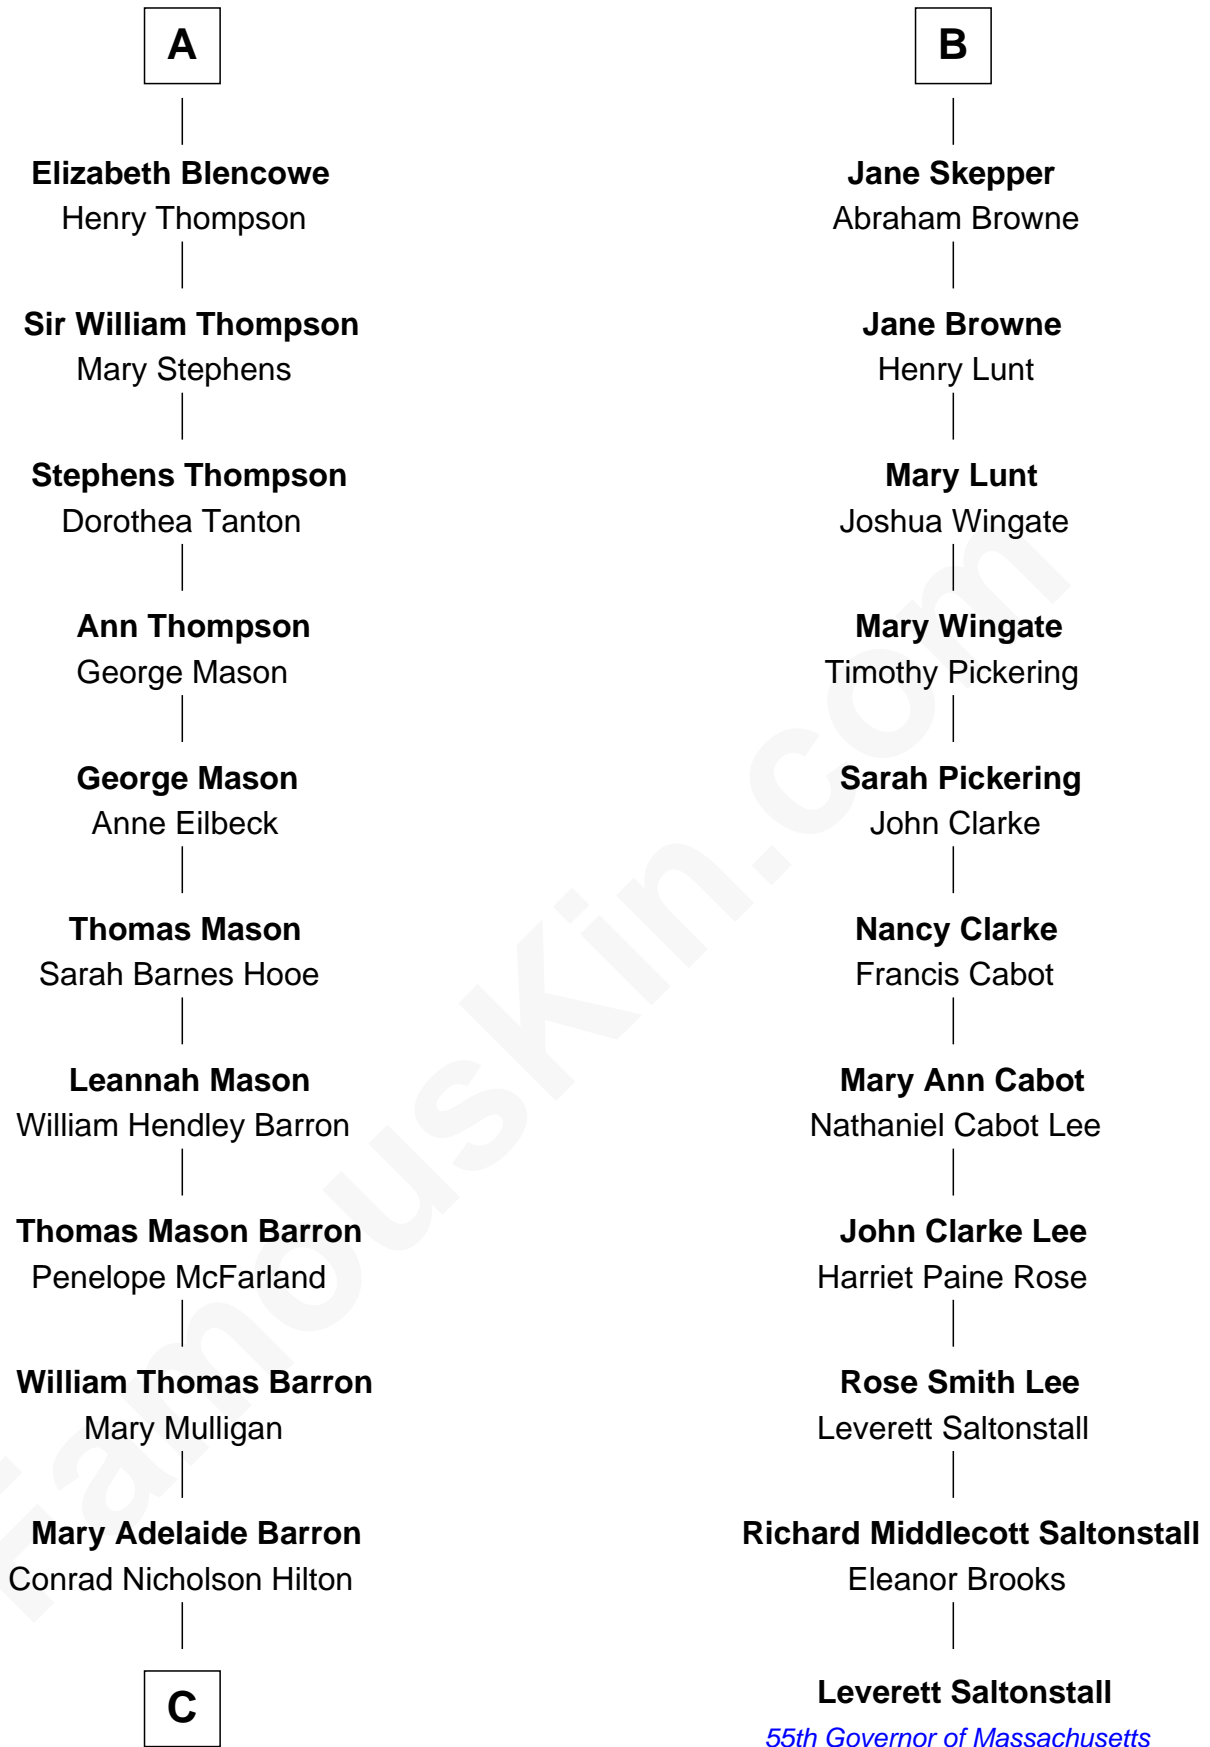 A
Elizabeth Blencowe
Henry Thompson
Sir William Thompson
Mary Stephens
Stephens Thompson
Dorothea Tanton
Ann Thompson
George Mason
George Mason
Anne Eilbeck
Thomas Mason
Sarah Barnes Hooe
Leannah Mason
William Hendley Barron
Thomas Mason Barron
Penelope McFarland
William Thomas Barron
Mary Mulligan
Mary Adelaide Barron
Conrad Nicholson Hilton
C
B
Jane Skepper
Abraham Browne
Jane Browne
Henry Lunt
Mary Lunt
Joshua Wingate
Mary Wingate
Timothy Pickering
Sarah Pickering
John Clarke
Nancy Clarke
Francis Cabot
Mary Ann Cabot
Nathaniel Cabot Lee
John Clarke Lee
Harriet Paine Rose
Rose Smith Lee
Leverett Saltonstall
Richard Middlecott Saltonstall
Eleanor Brooks
Leverett Saltonstall
55th Governor of Massachusetts
FamousKin.com